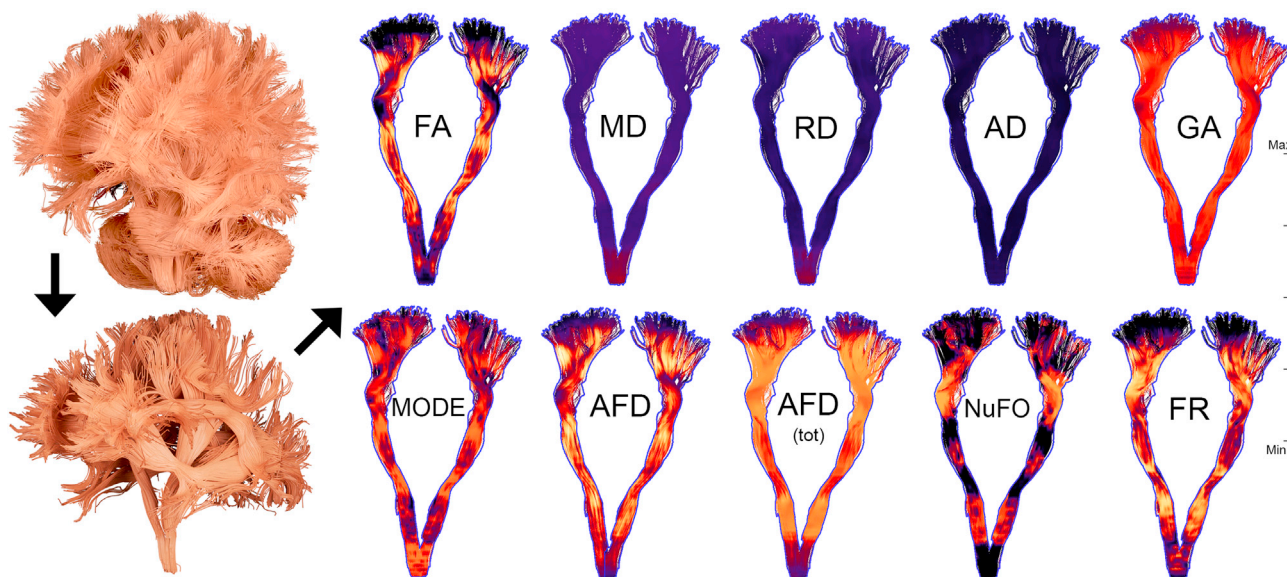 FA
MD
RD
AD
GA
Max
MODE
AFD
AFD
(tot)
NuFO
FR
Min